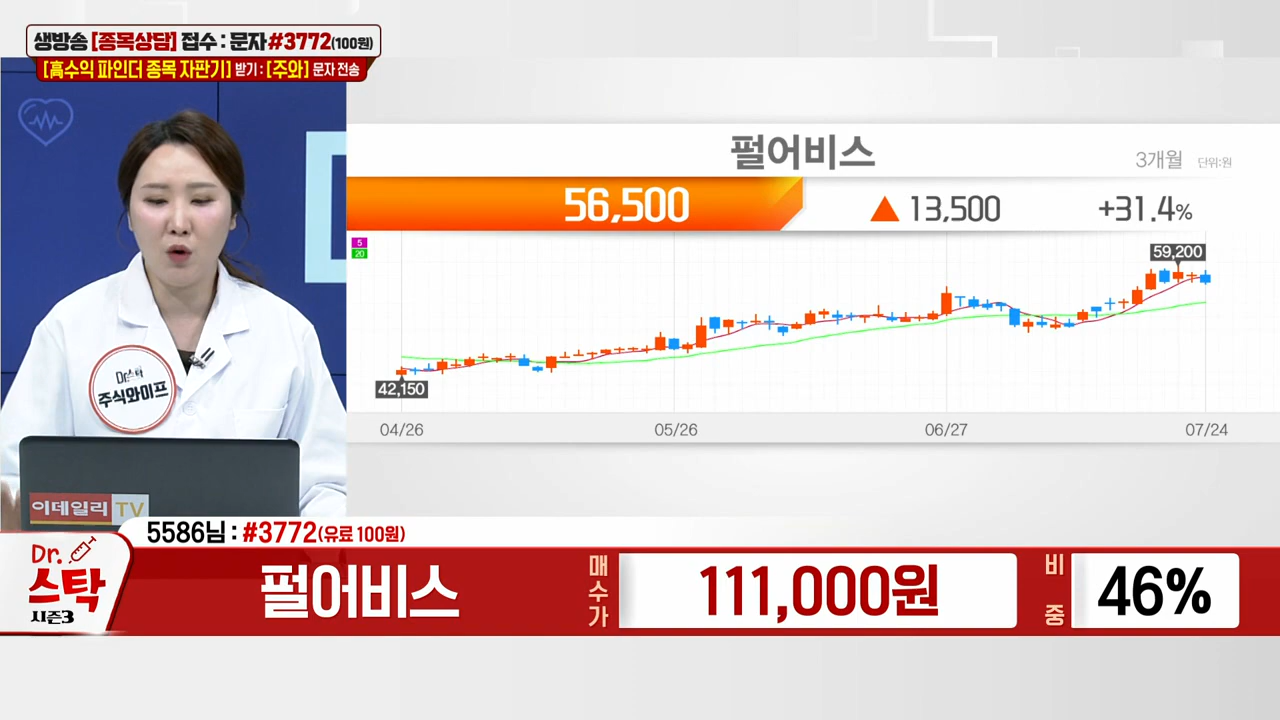 생방송 [종목상담] 접수 : 문자#3772(100원)
[高수익 파인더 종목 자판기] 받기 : [주와] 문자 전송
펄어비스
3개월 단위:원
56,500 ▲ 13,500 +31.4%
5
20
59,200
42,150
04/26 05/26 06/27 07/24
Dr.스탁
주식와이프
이데일리 TV
5586님 : #3772(유료 100원)
Dr.
스탁
시즌3
펄어비스 매수가 111,000원 비중 46%